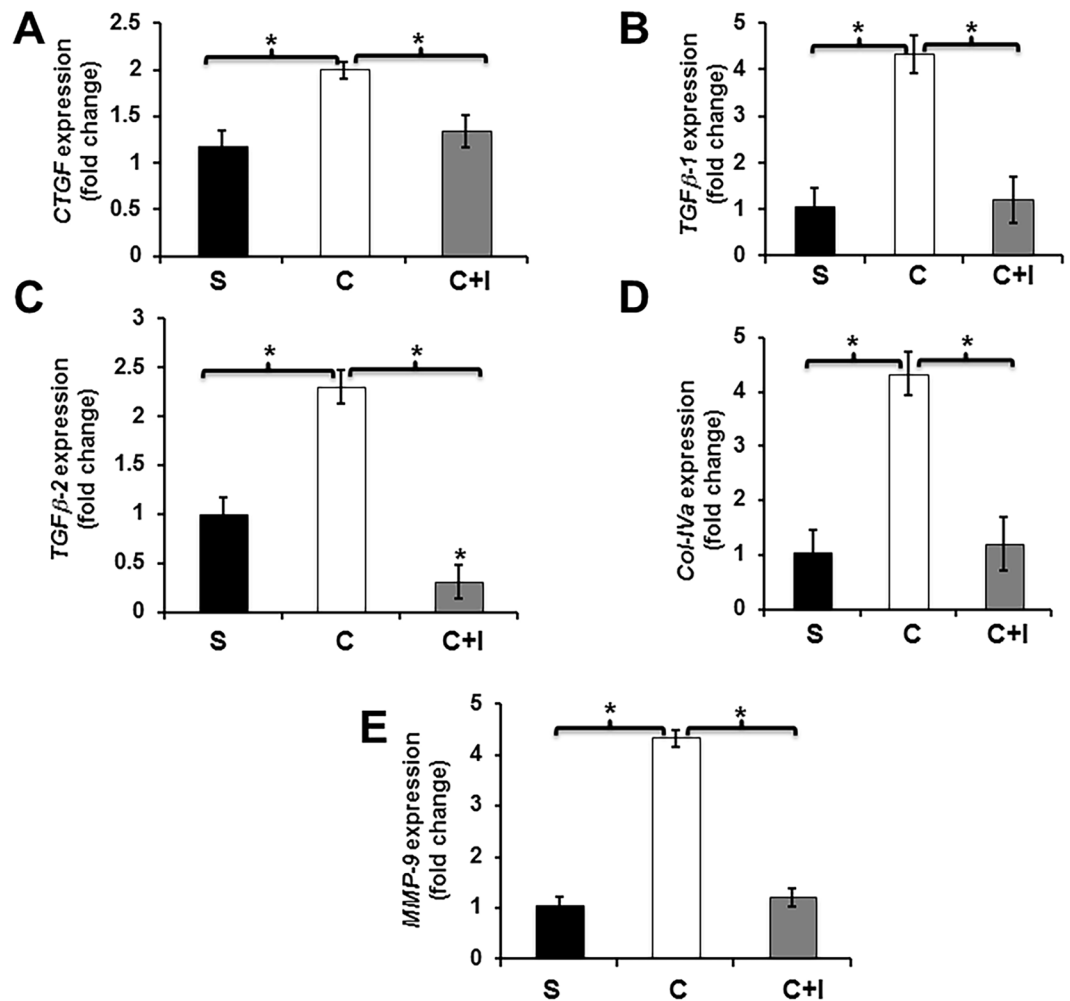 A
CTGF expression
(fold change)
2.5
2
1.5
1
0.5
0
* *
S C C+I
B
TGFβ-1 expression
(fold change)
5
4
3
2
1
0
* *
S C C+I
C
TGFβ-2 expression
(fold change)
3
2.5
2
1.5
1
0.5
0
* *
*
S C C+I
D
Col-IVa expression
(fold change)
5
4
3
2
1
0
* *
S C C+I
E
MMP-9 expression
(fold change)
5
4
3
2
1
0
* *
S C C+I